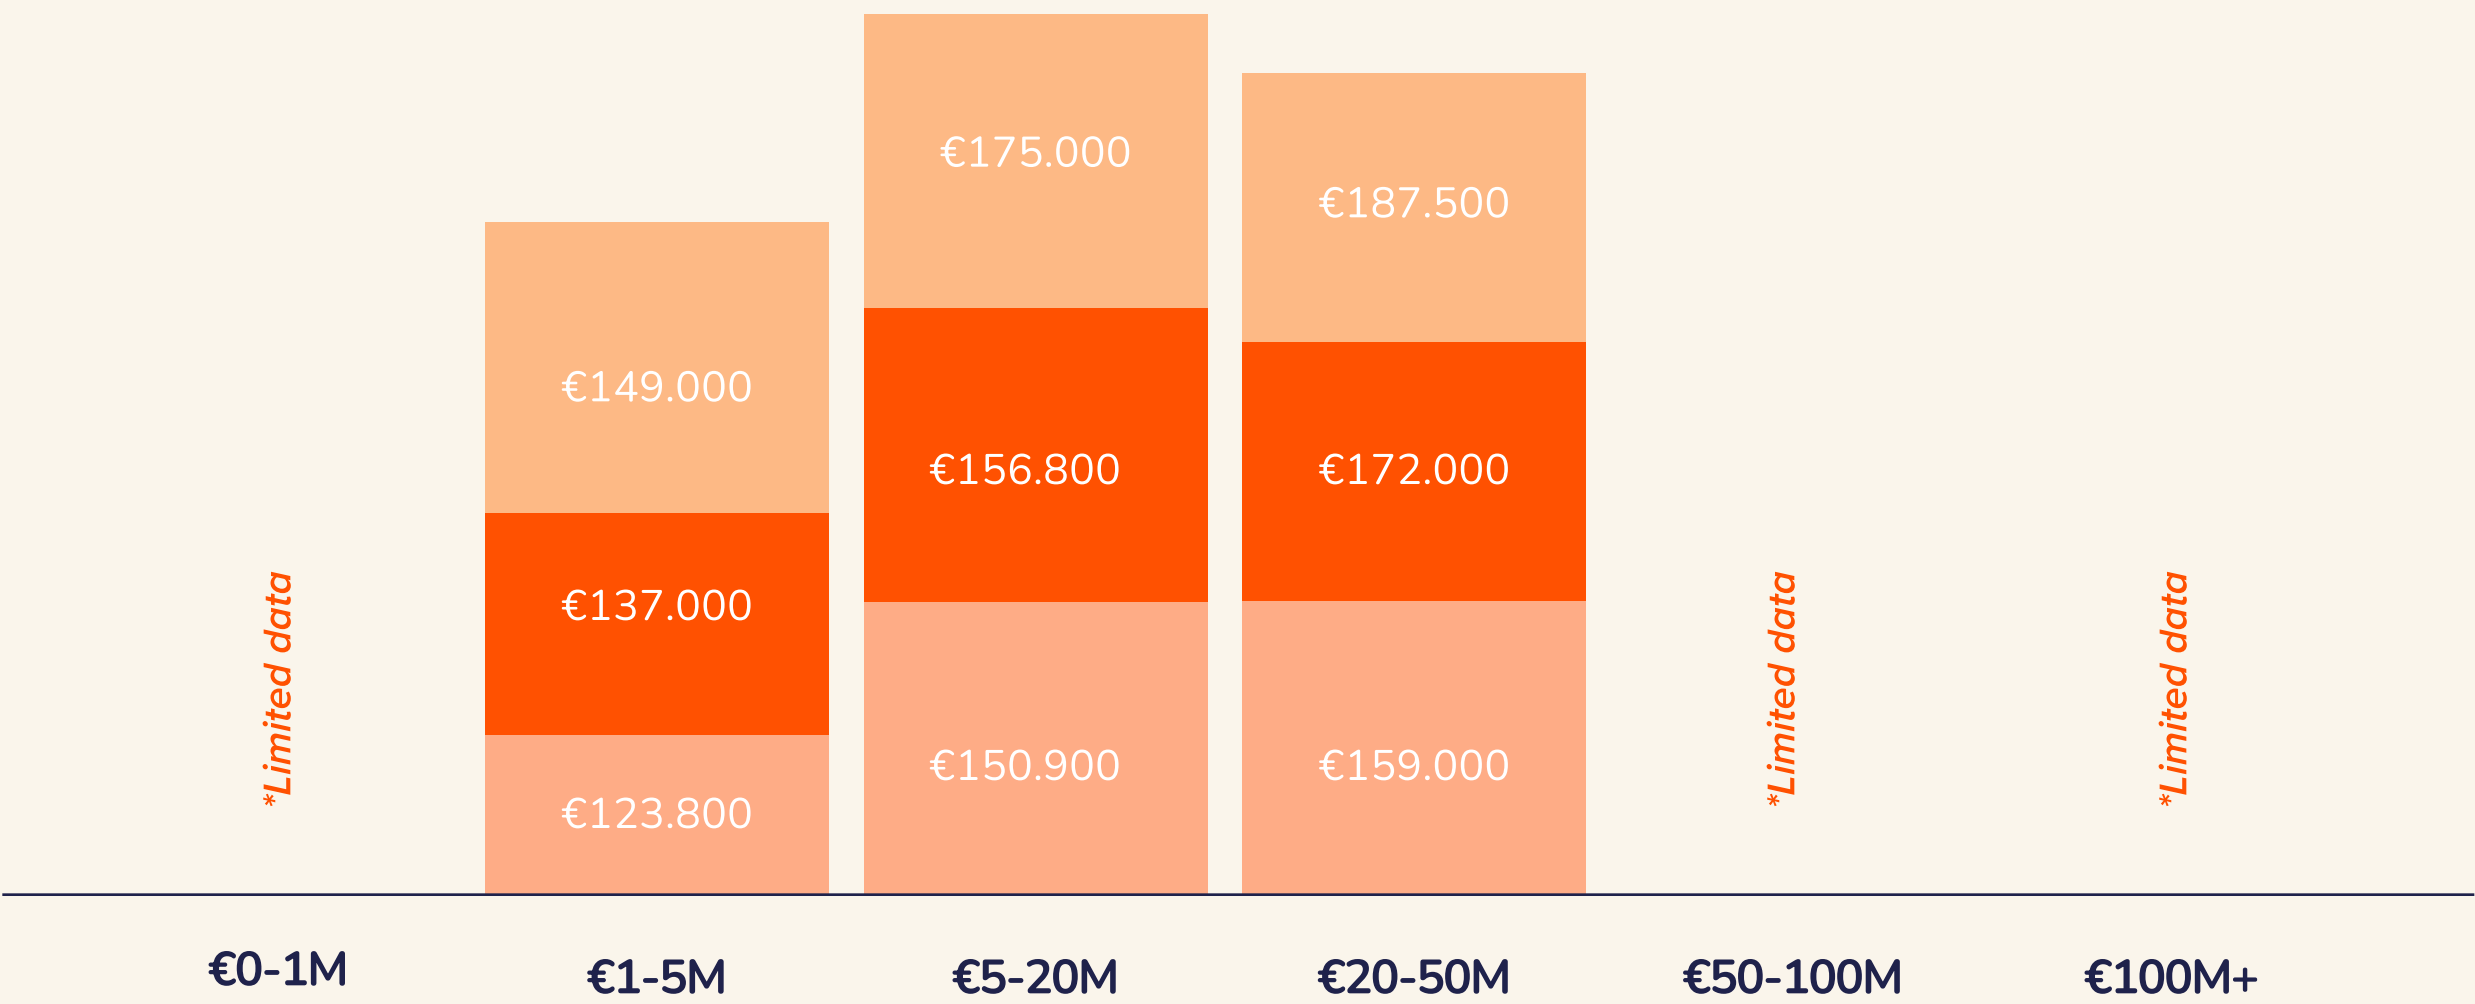 €175.000
€187.500
€149.000
€156.800
€172.000
€137.000
€150.900
€159.000
€123.800
*Limited data
*Limited data
*Limited data
€0-1M
€1-5M
€5-20M
€20-50M
€50-100M
€100M+